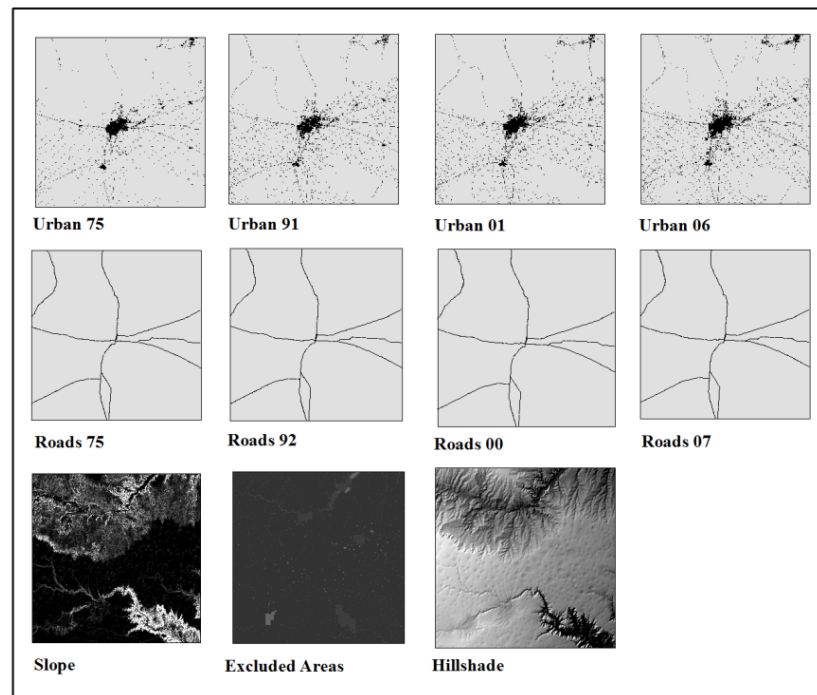 Urban 75
Urban 91
Urban 01
Urban 06
Roads 75
Roads 92
Roads 00
Roads 07
Slope
Excluded Areas
Hillshade